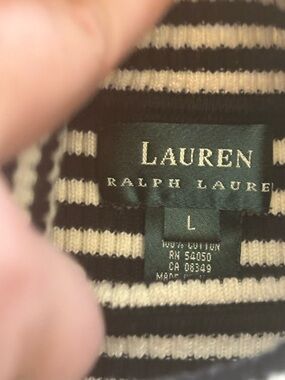 LAUREN
RALPH LAURE
L
100% COTTON
RN 54050
CA 08349
MADE